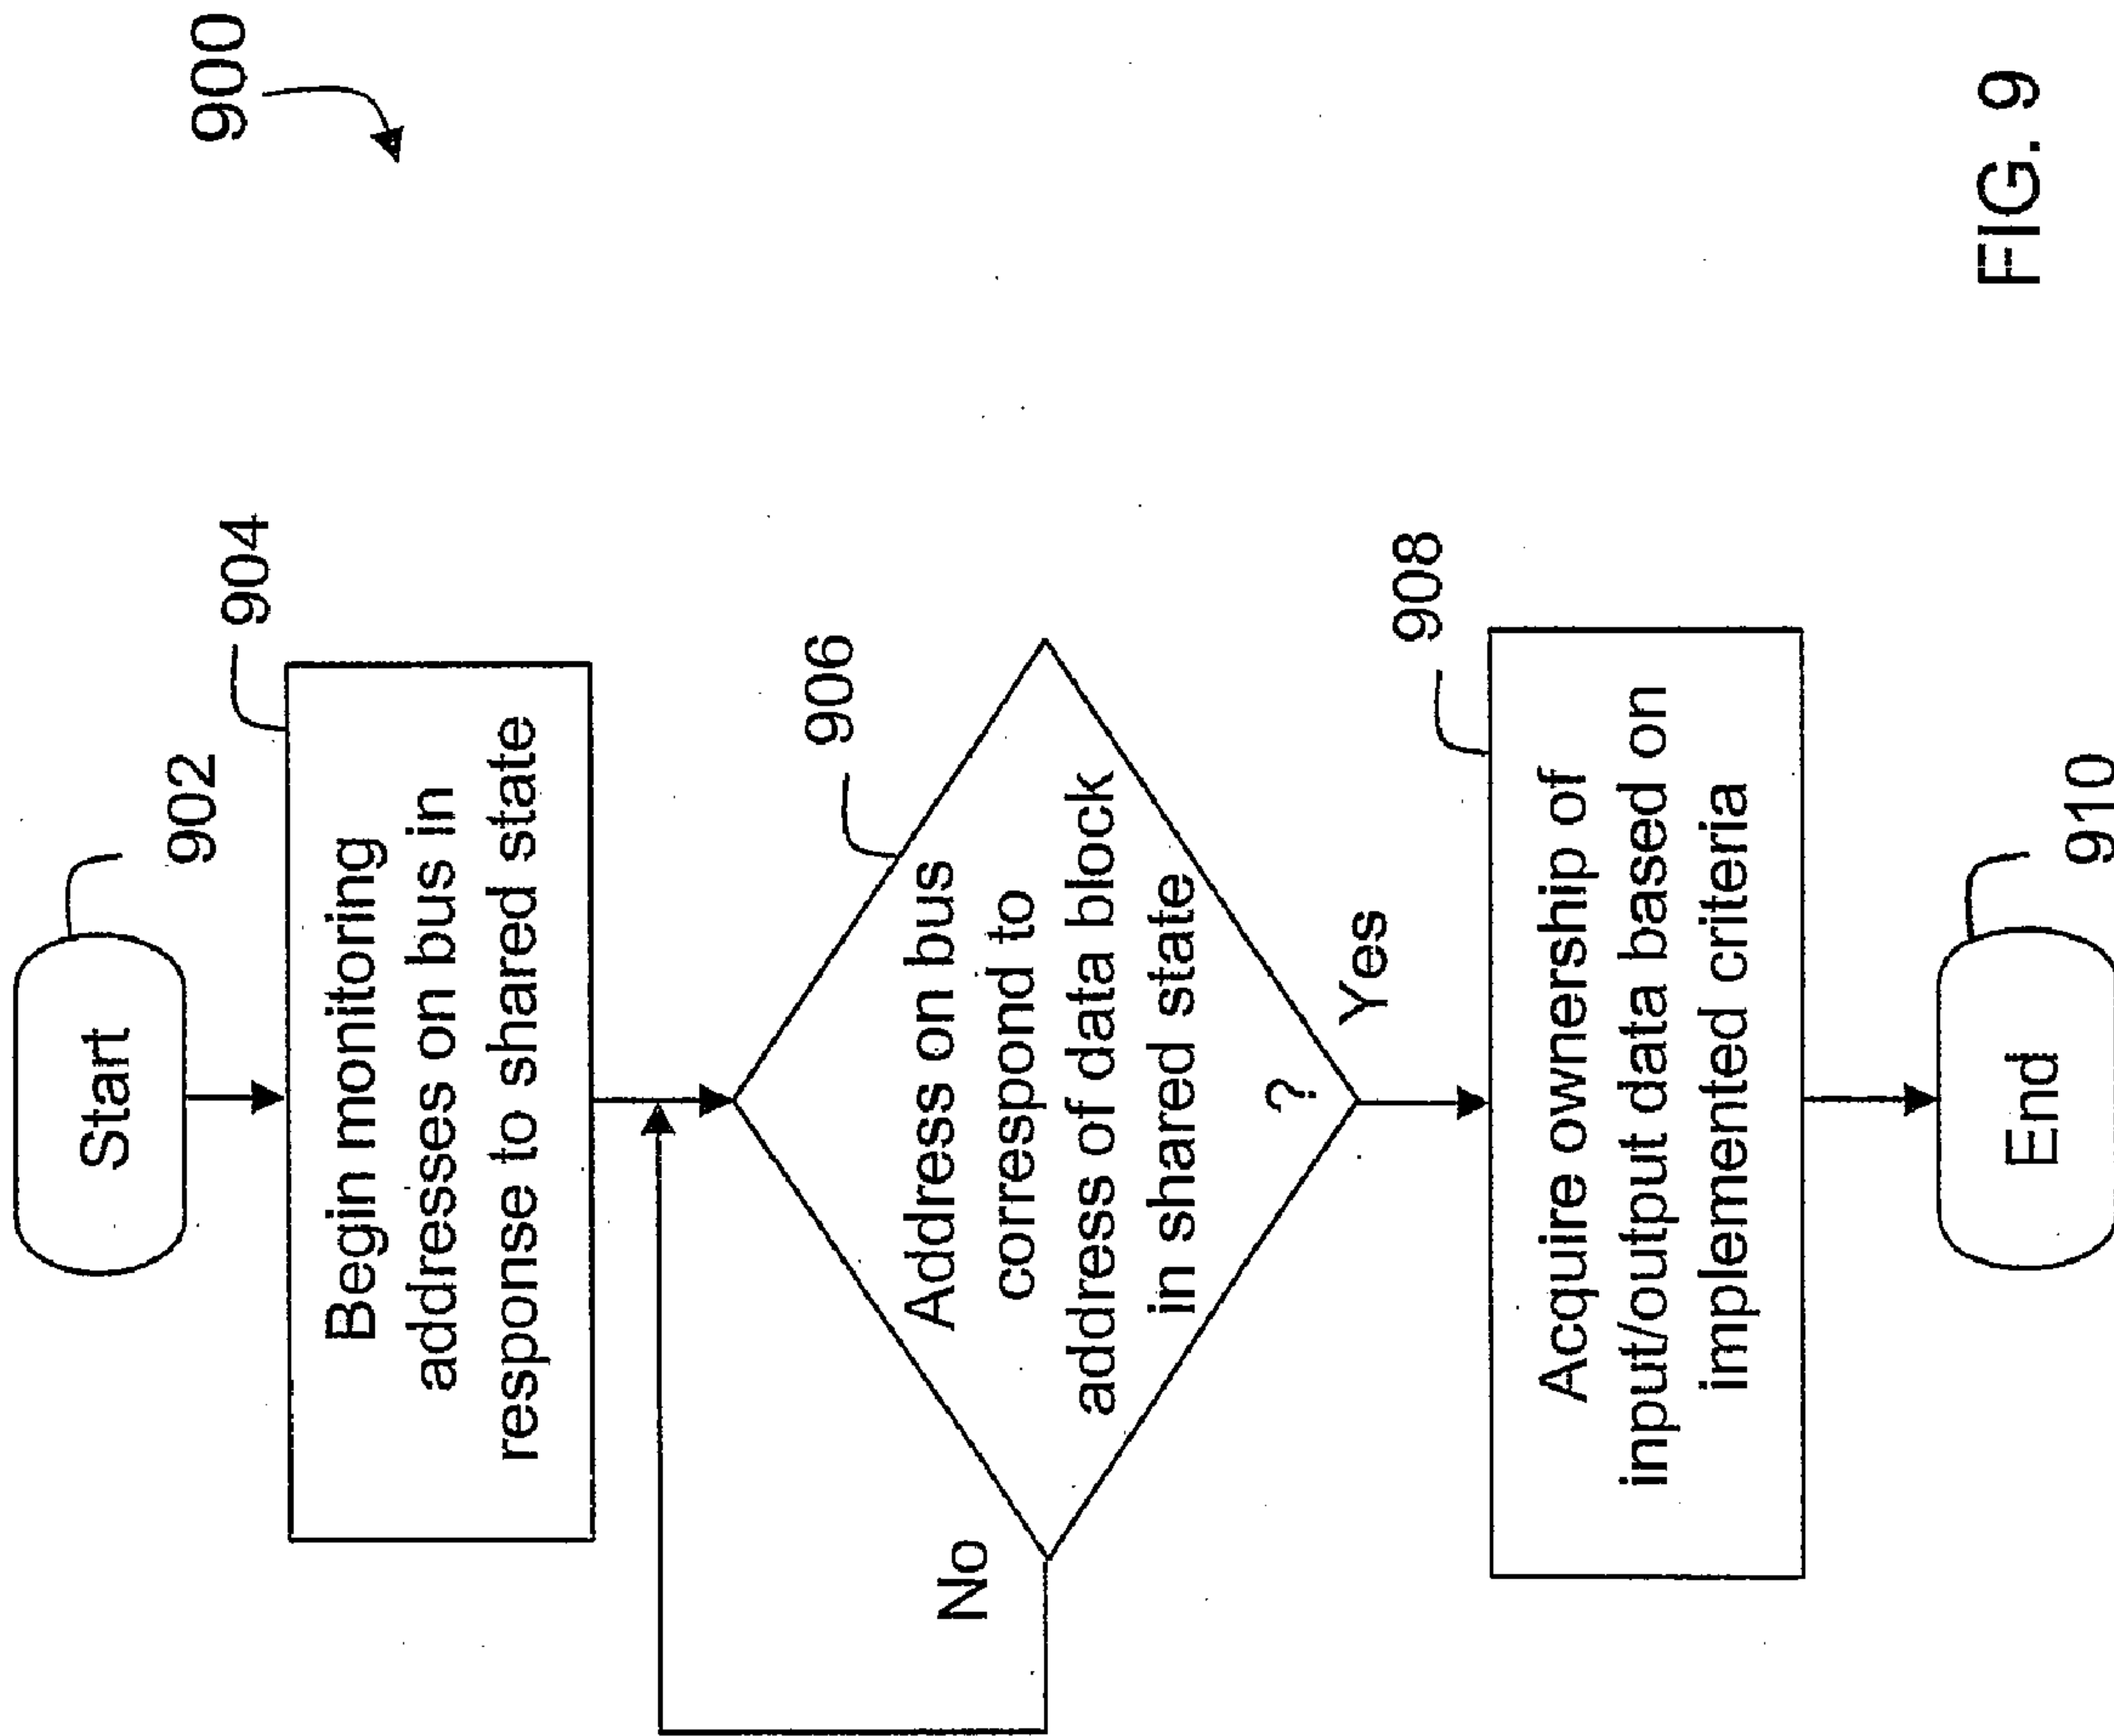 900
Start
902
904
Begin monitoring
addresses on bus in
response to shared state
906
Address on bus
correspond to
address of data block
in shared state
?
No
Yes
908
Acquire ownership of
input/output data based on
implemented criteria
End
910
FIG. 9